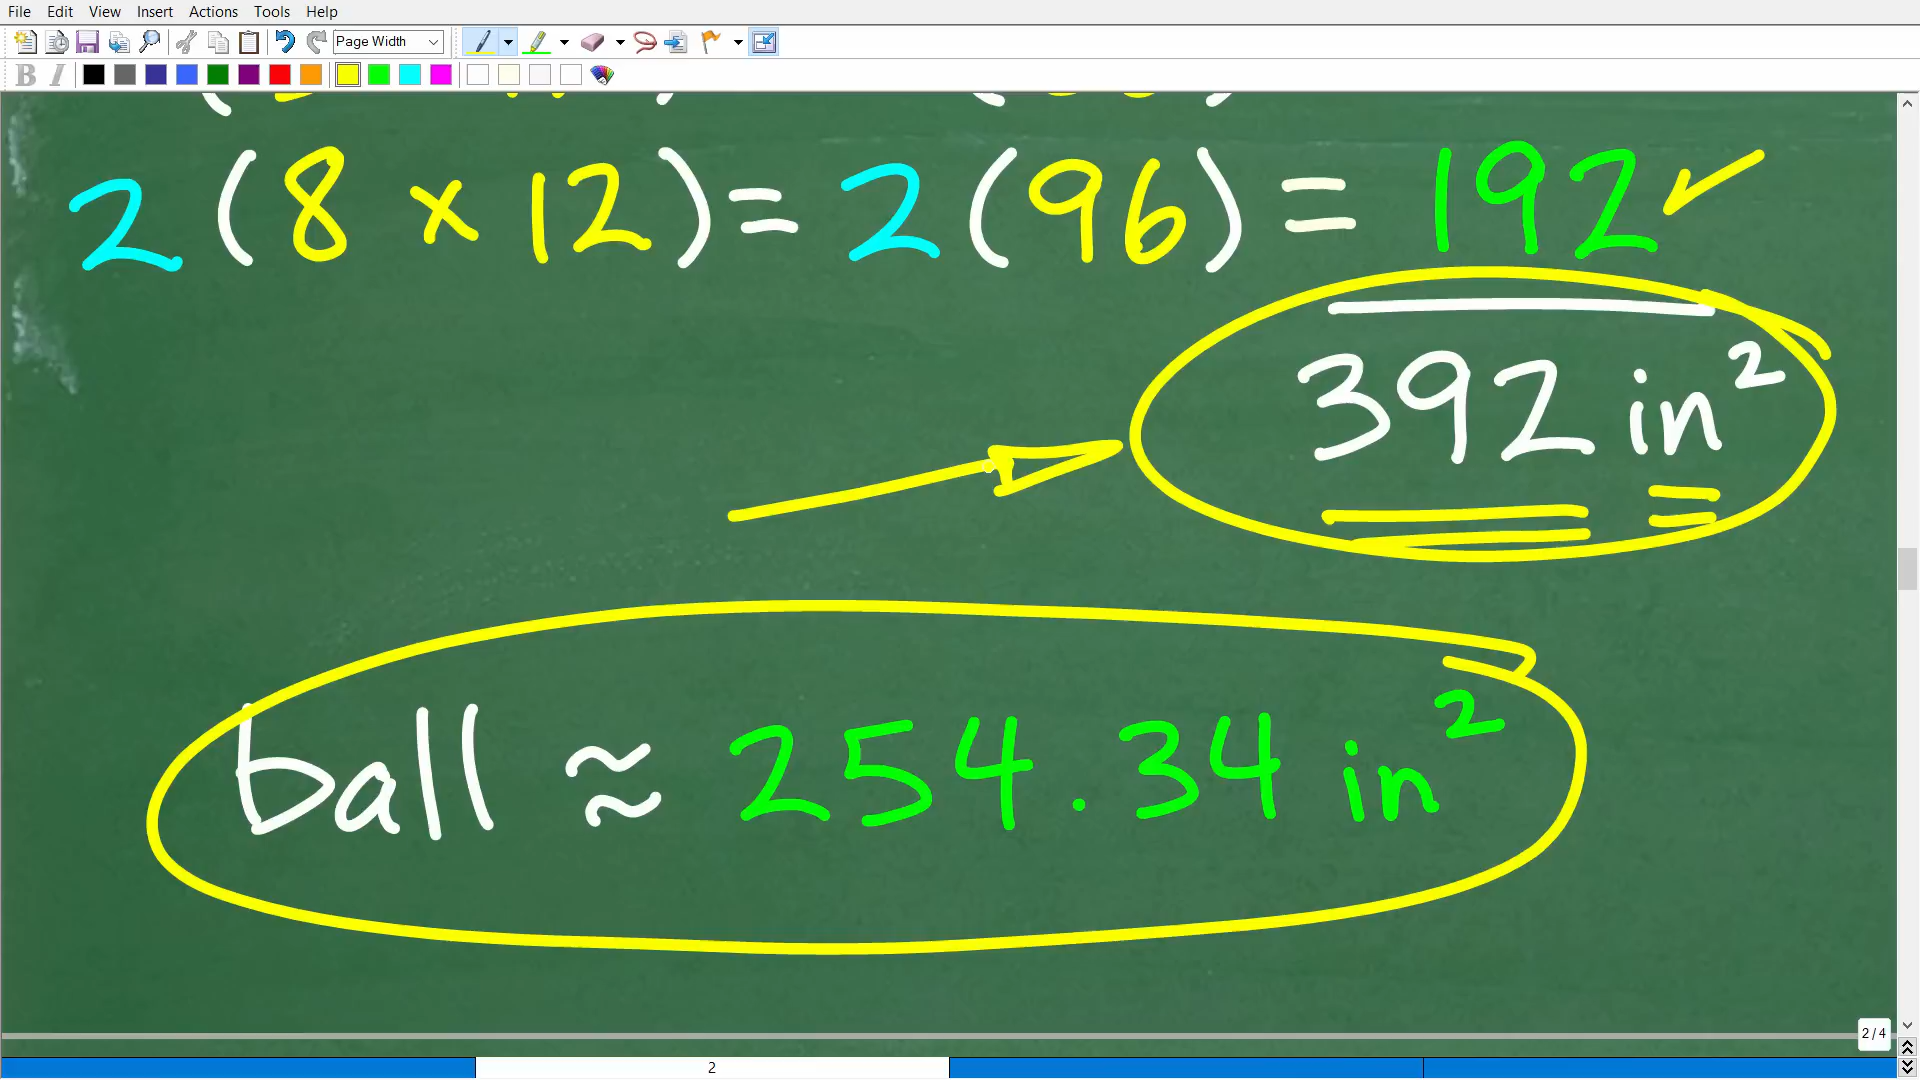 File Edit View Insert Actions Tools Help
Page Width
B I
2 (8 × 12) = 2 (96) = 192
392 in²
ball ≈ 254.34 in²
2 / 4
2